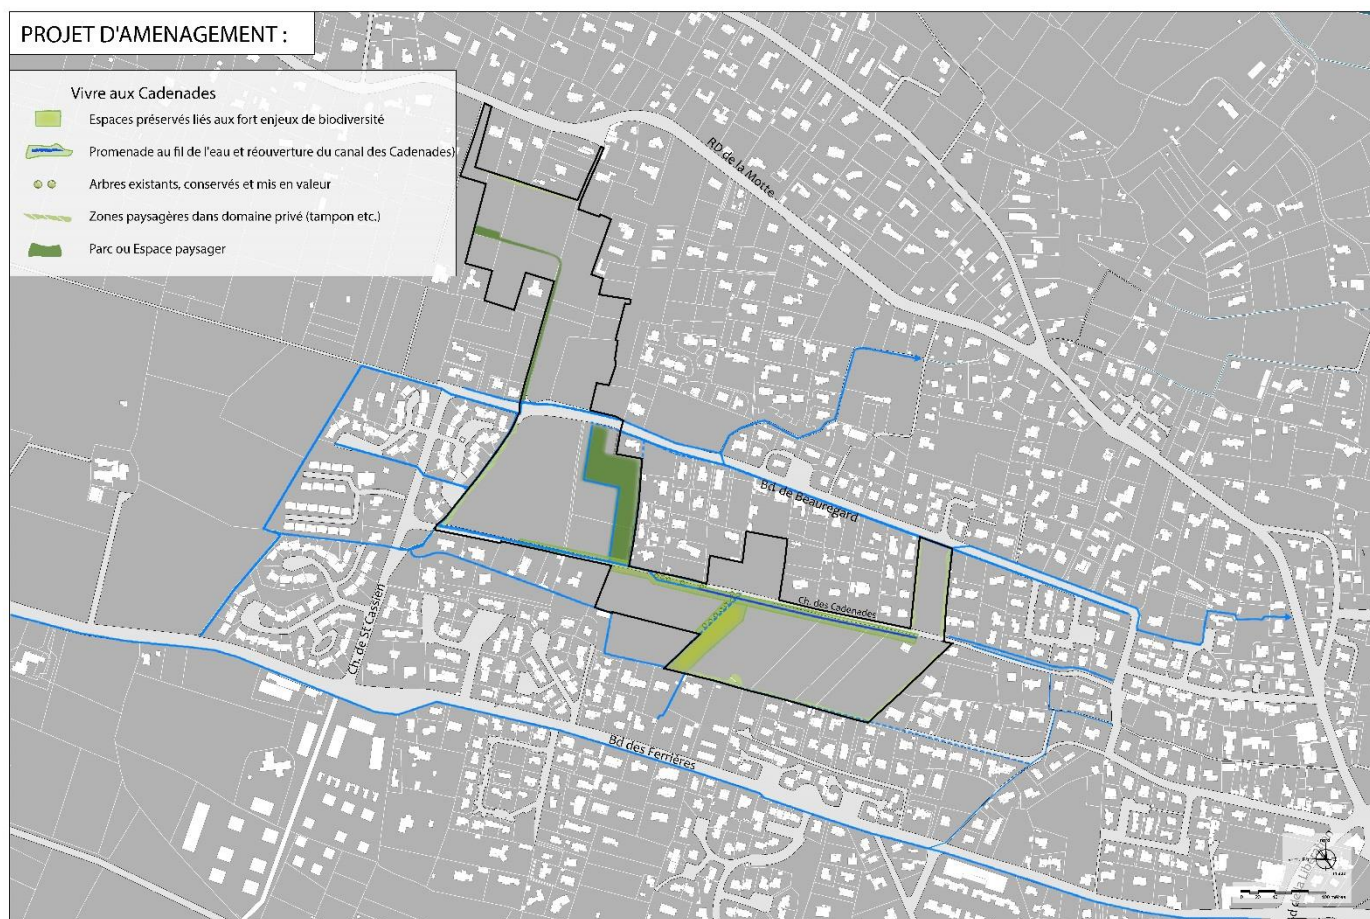 PROJET D'AMENAGEMENT :
Vivre aux Cadenades
Espaces préservés liés aux fort enjeux de biodiversité
Promenade au fil de l'eau et réouverture du canal des Cadenades)
Arbres existants, conservés et mis en valeur
Zones paysagères dans domaine privé (tampon etc.)
Parc ou Espace paysager
RD de la Motte
Bd. de Beauregard
Ch. des Cadenades
Ch. de St Cassien
Bd des Ferrières